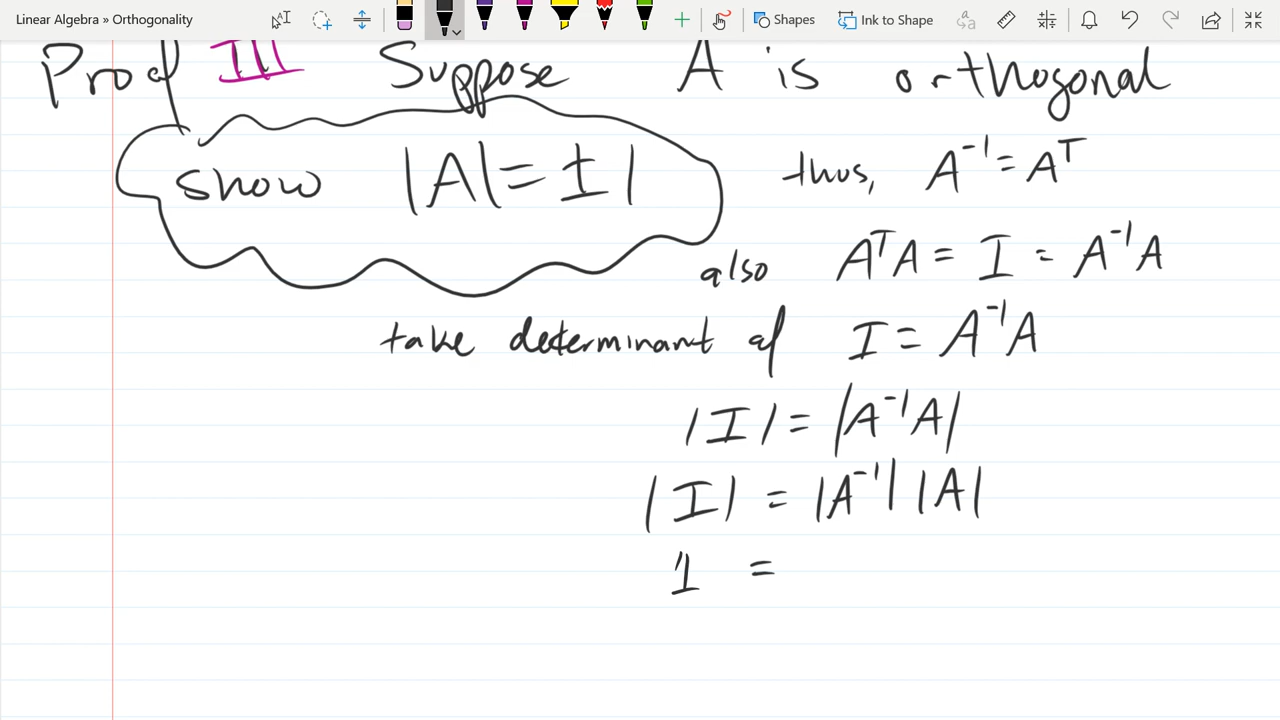 Linear Algebra » Orthogonality
Shapes
Ink to Shape
Proof III Suppose A is orthogonal
show |A| = ±1
thus, A⁻¹ = Aᵀ
also AᵀA = I = A⁻¹A
take determinant of I = A⁻¹A
|I| = |A⁻¹A|
|I| = |A⁻¹| |A|
1 =